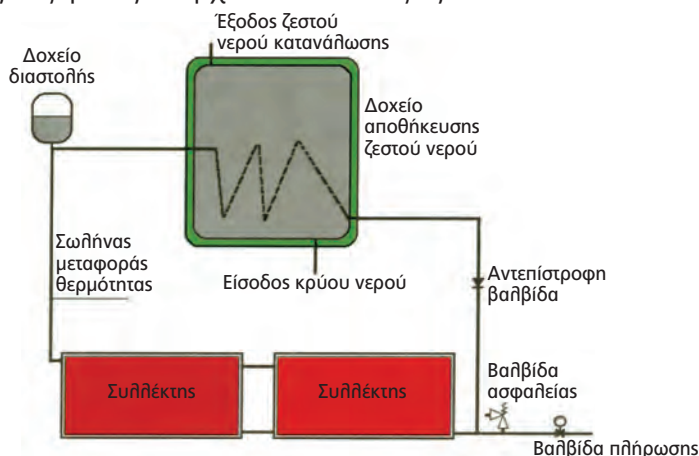 Έξοδος ζεστού
νερού κατανάλωσης
Δοχείο
διαστολής
Δοχείο
αποθήκευσης
ζεστού νερού
Σωλήνας
μεταφοράς
θερμότητας
Είσοδος κρύου νερού
Αντεπίστροφη
βαλβίδα
Συλλέκτης
Συλλέκτης
Βαλβίδα
ασφαλείας
Βαλβίδα πλήρωσης